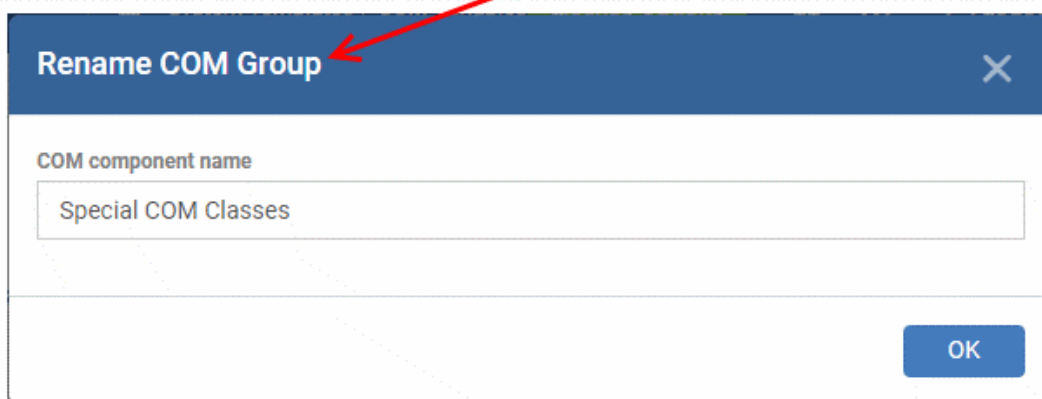 Rename COM Group
COM component name
Special COM Classes
OK